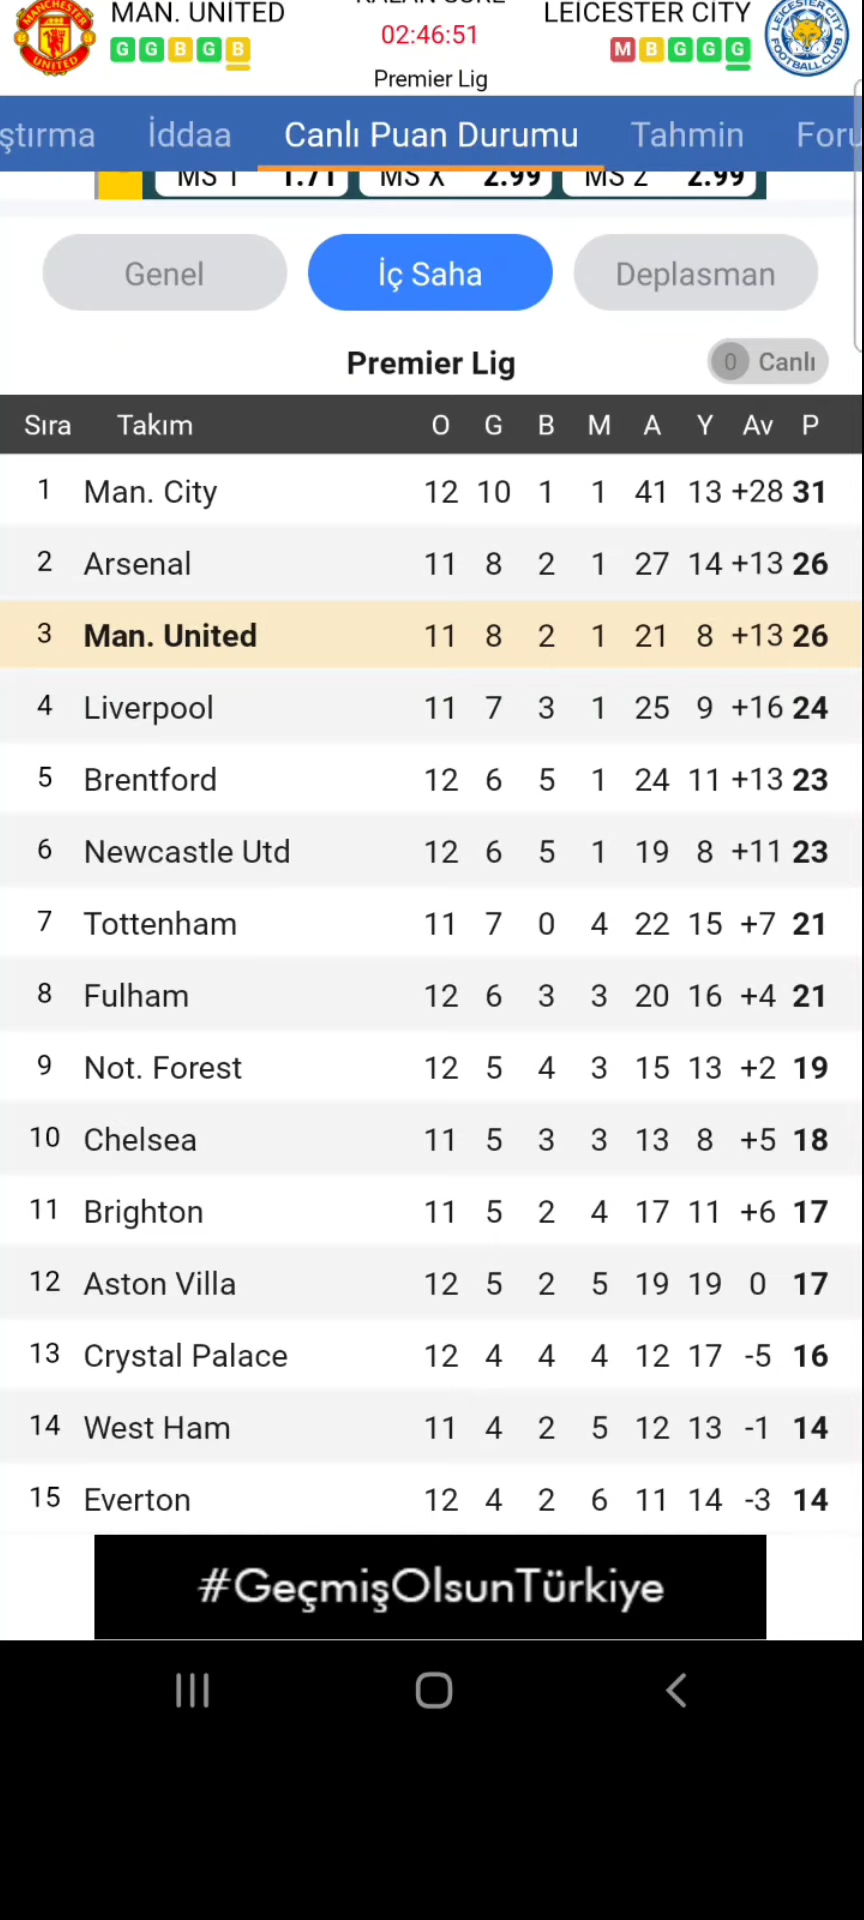 MAN. UNITED
LEICESTER CITY
G G B G B
02:46:51
M B G G G
Premier Lig
ştırma İddaa Canlı Puan Durumu Tahmin Foru
MS 1 1.71 MS X 2.99 MS 2 2.99
Genel İç Saha Deplasman
Premier Lig 0 Canlı
Sıra Takım O G B M A Y Av P
1 Man. City 12 10 1 1 41 13 +28 31
2 Arsenal 11 8 2 1 27 14 +13 26
3 Man. United 11 8 2 1 21 8 +13 26
4 Liverpool 11 7 3 1 25 9 +16 24
5 Brentford 12 6 5 1 24 11 +13 23
6 Newcastle Utd 12 6 5 1 19 8 +11 23
7 Tottenham 11 7 0 4 22 15 +7 21
8 Fulham 12 6 3 3 20 16 +4 21
9 Not. Forest 12 5 4 3 15 13 +2 19
10 Chelsea 11 5 3 3 13 8 +5 18
11 Brighton 11 5 2 4 17 11 +6 17
12 Aston Villa 12 5 2 5 19 19 0 17
13 Crystal Palace 12 4 4 4 12 17 -5 16
14 West Ham 11 4 2 5 12 13 -1 14
15 Everton 12 4 2 6 11 14 -3 14
#GeçmişOlsunTürkiye